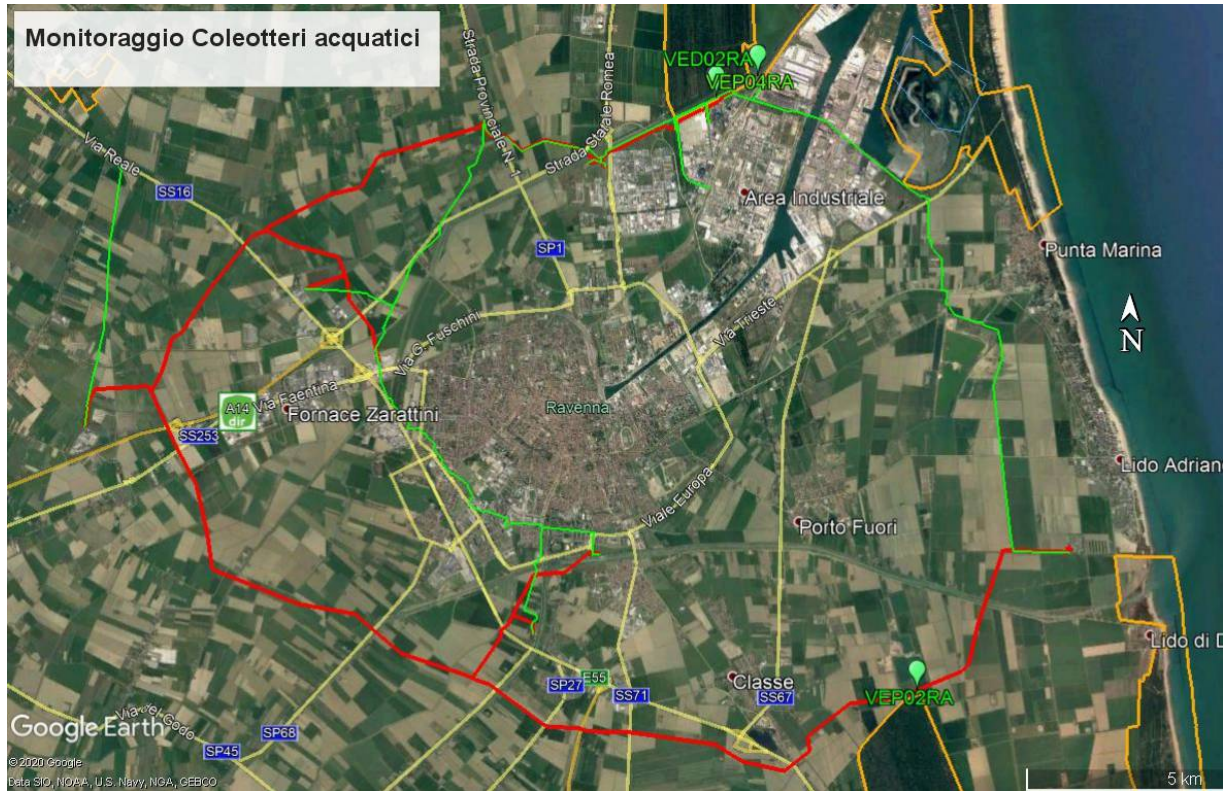 Monitoraggio Coleotteri acquatici
Strada Provinciale N. 1
Strada Statale Romea
VED02RA
VEP04RA
Via Reale
SS16
Area Industriale
SP1
Punta Marina
N
Via G. Fuschini
Via Trieste
Via Faentina
A14
dir
Fornace Zarattini
Ravenna
SS253
Lido Adriano
Viale Europa
Porto Fuori
Lido di D
E55
SP27
SS71
Classe
SS67
VEP02RA
Google Earth
SP68
SP45
© 2020 Google
Data SIO, NOAA, U.S. Navy, NGA, GEBCO
5 km